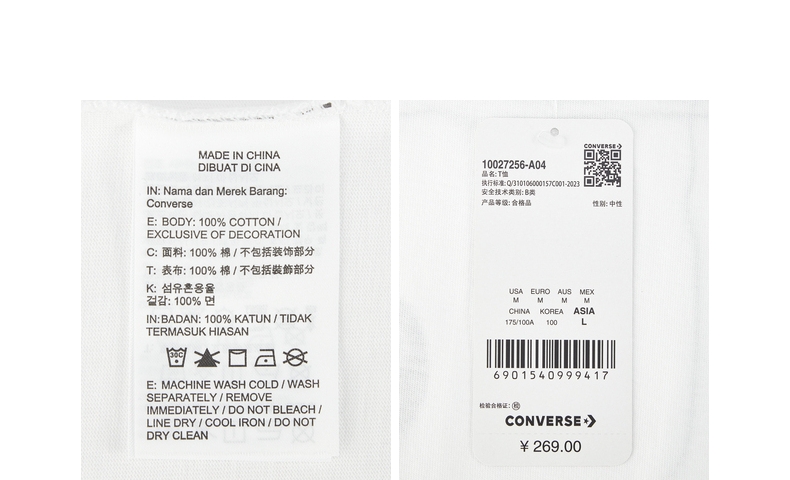 MADE IN CHINA
DIBUAT DI CINA
IN: Nama dan Merek Barang:
Converse
E: BODY: 100% COTTON /
EXCLUSIVE OF DECORATION
C: 面料: 100% 棉 / 不包括装饰部分
T: 表布: 100% 棉 / 不包括裝飾部分
K: 섬유혼용율
겉감: 100% 면
IN:BADAN: 100% KATUN / TIDAK
TERMASUK HIASAN
30C
E: MACHINE WASH COLD / WASH
SEPARATELY / REMOVE
IMMEDIATELY / DO NOT BLEACH /
LINE DRY / COOL IRON / DO NOT
DRY CLEAN
CONVERSE
10027256-A04
品名: T恤
执行标准: Q/310106000157C001-2023
安全技术类别: B类
产品等级: 合格品 性别: 中性
USA EURO AUS MEX
M M M M
CHINA KOREA ASIA
175/100A 100 L
6901540999417
检验合格证:
CONVERSE
¥ 269.00